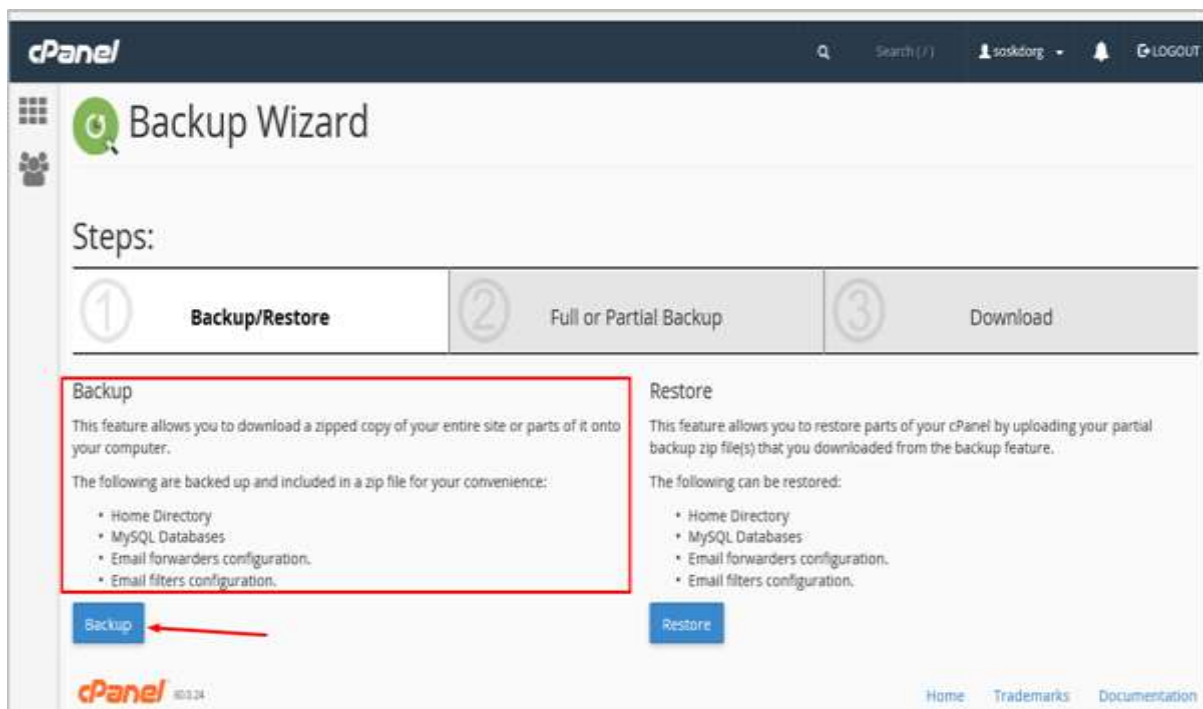 cPanel
Search ( / ) soskdorg LOGOUT
Backup Wizard
Steps:
1 Backup/Restore 2 Full or Partial Backup 3 Download
Backup
This feature allows you to download a zipped copy of your entire site or parts of it onto
your computer.
The following are backed up and included in a zip file for your convenience:
• Home Directory
• MySQL Databases
• Email forwarders configuration.
• Email filters configuration.
Backup
Restore
This feature allows you to restore parts of your cPanel by uploading your partial
backup zip file(s) that you downloaded from the backup feature.
The following can be restored:
• Home Directory
• MySQL Databases
• Email forwarders configuration.
• Email filters configuration.
Restore
cPanel 60.0.24
Home Trademarks Documentation